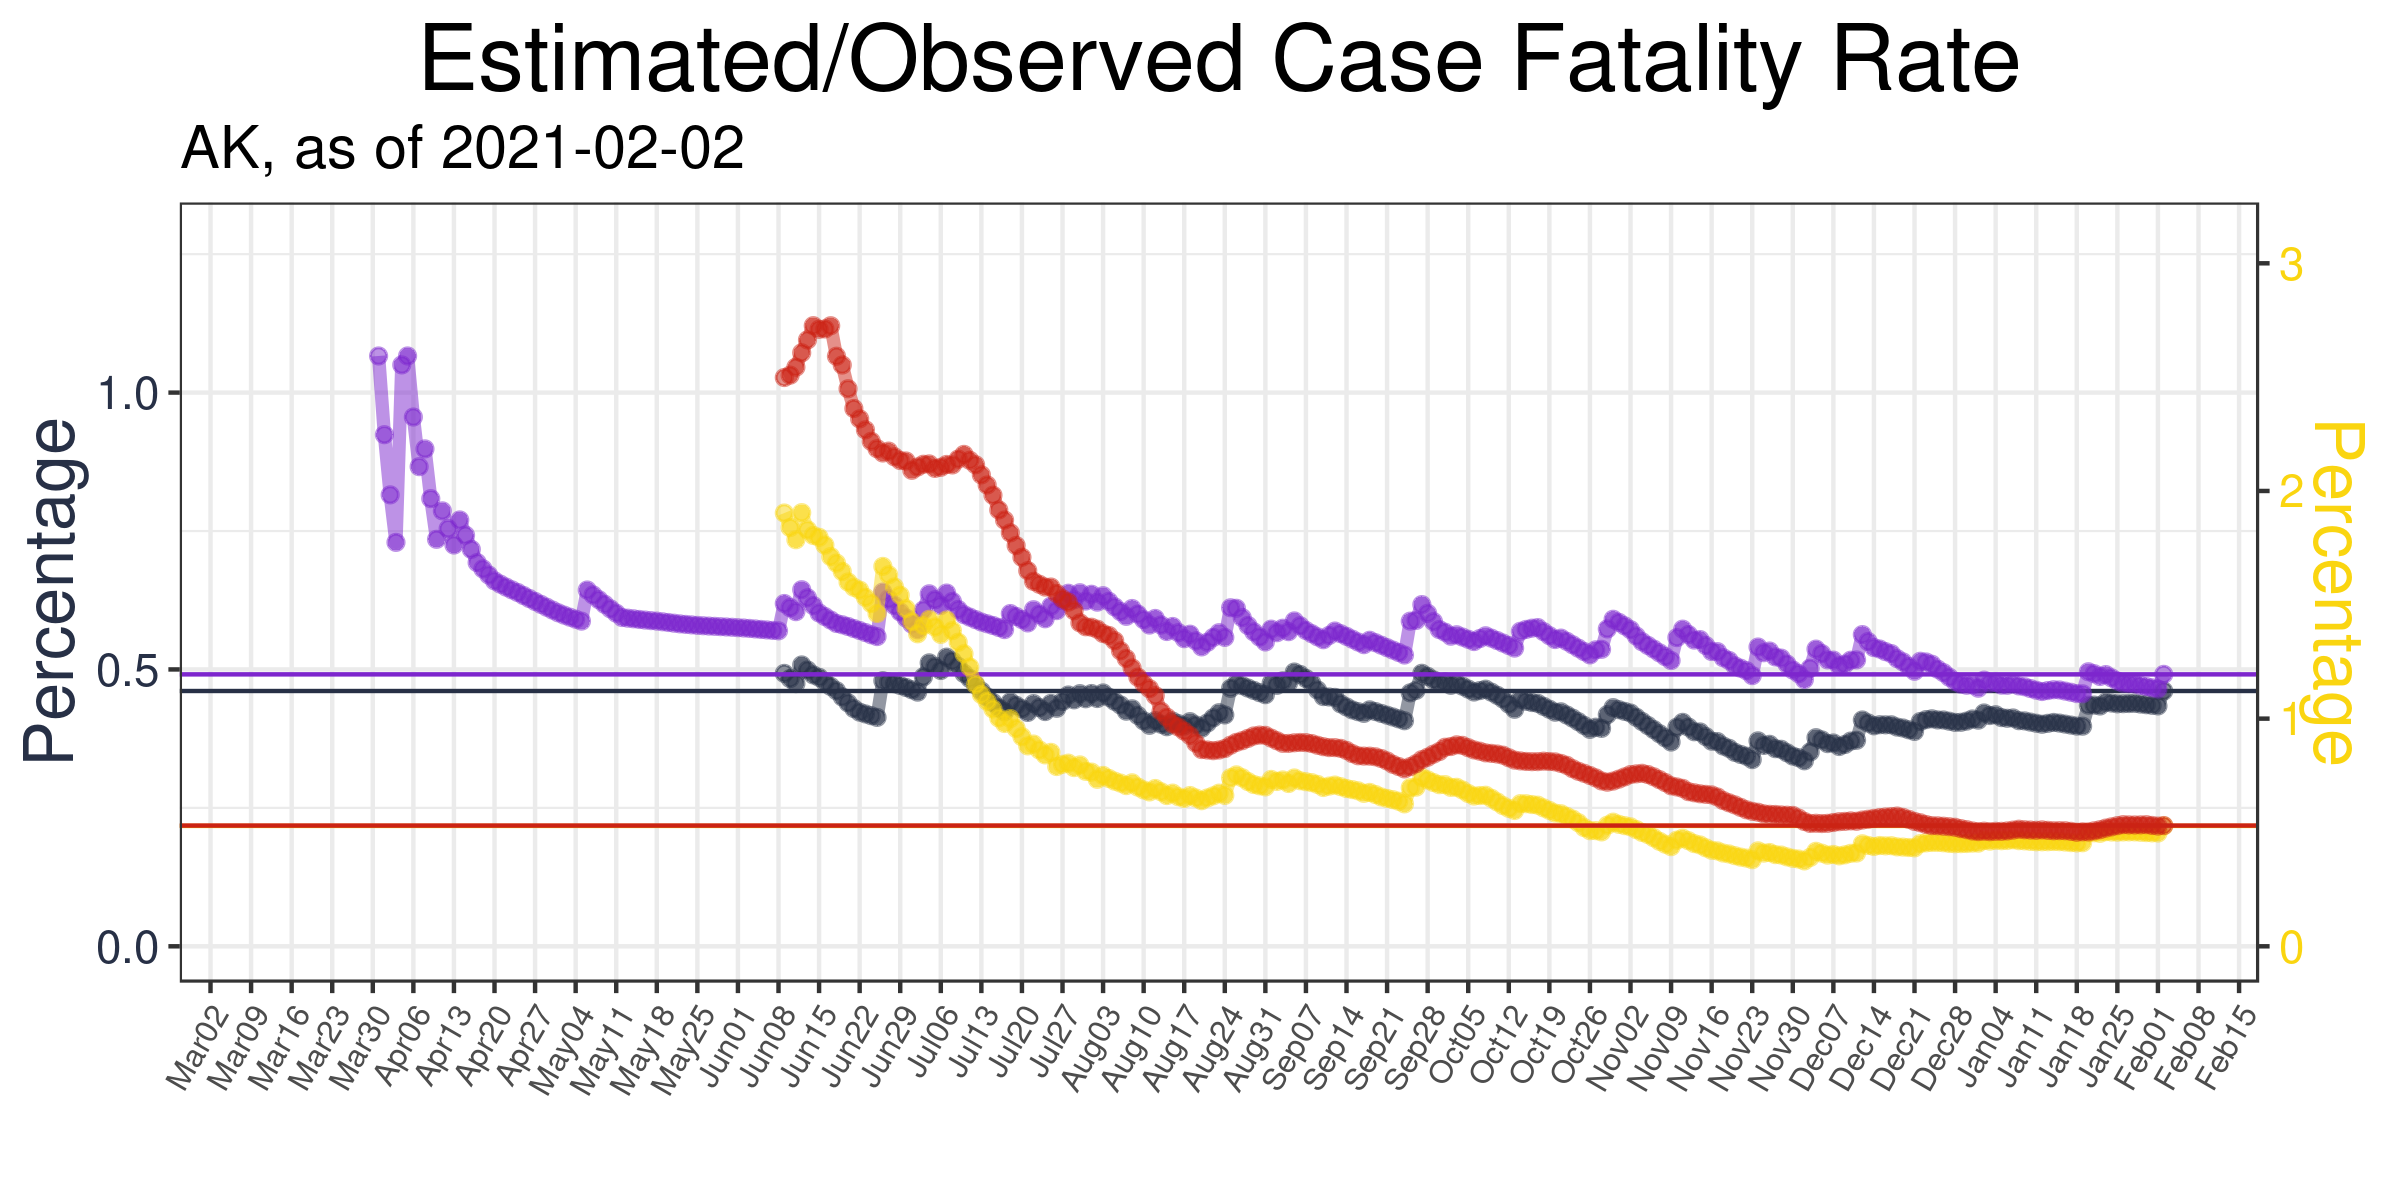 Estimated/Observed Case Fatality Rate
AK, as of 2021-02-02
Percentage
1.0
0.5
0.0
3
2
1
0
Percentage
Mar02 Mar09 Mar16 Mar23 Mar30 Apr06 Apr13 Apr20 Apr27 May04 May11 May18 May25 Jun01 Jun08 Jun15 Jun22 Jun29 Jul06 Jul13 Jul20 Jul27 Aug03 Aug10 Aug17 Aug24 Aug31 Sep07 Sep14 Sep21 Sep28 Oct05 Oct12 Oct19 Oct26 Nov02 Nov09 Nov16 Nov23 Nov30 Dec07 Dec14 Dec21 Dec28 Jan04 Jan11 Jan18 Jan25 Feb01 Feb08 Feb15